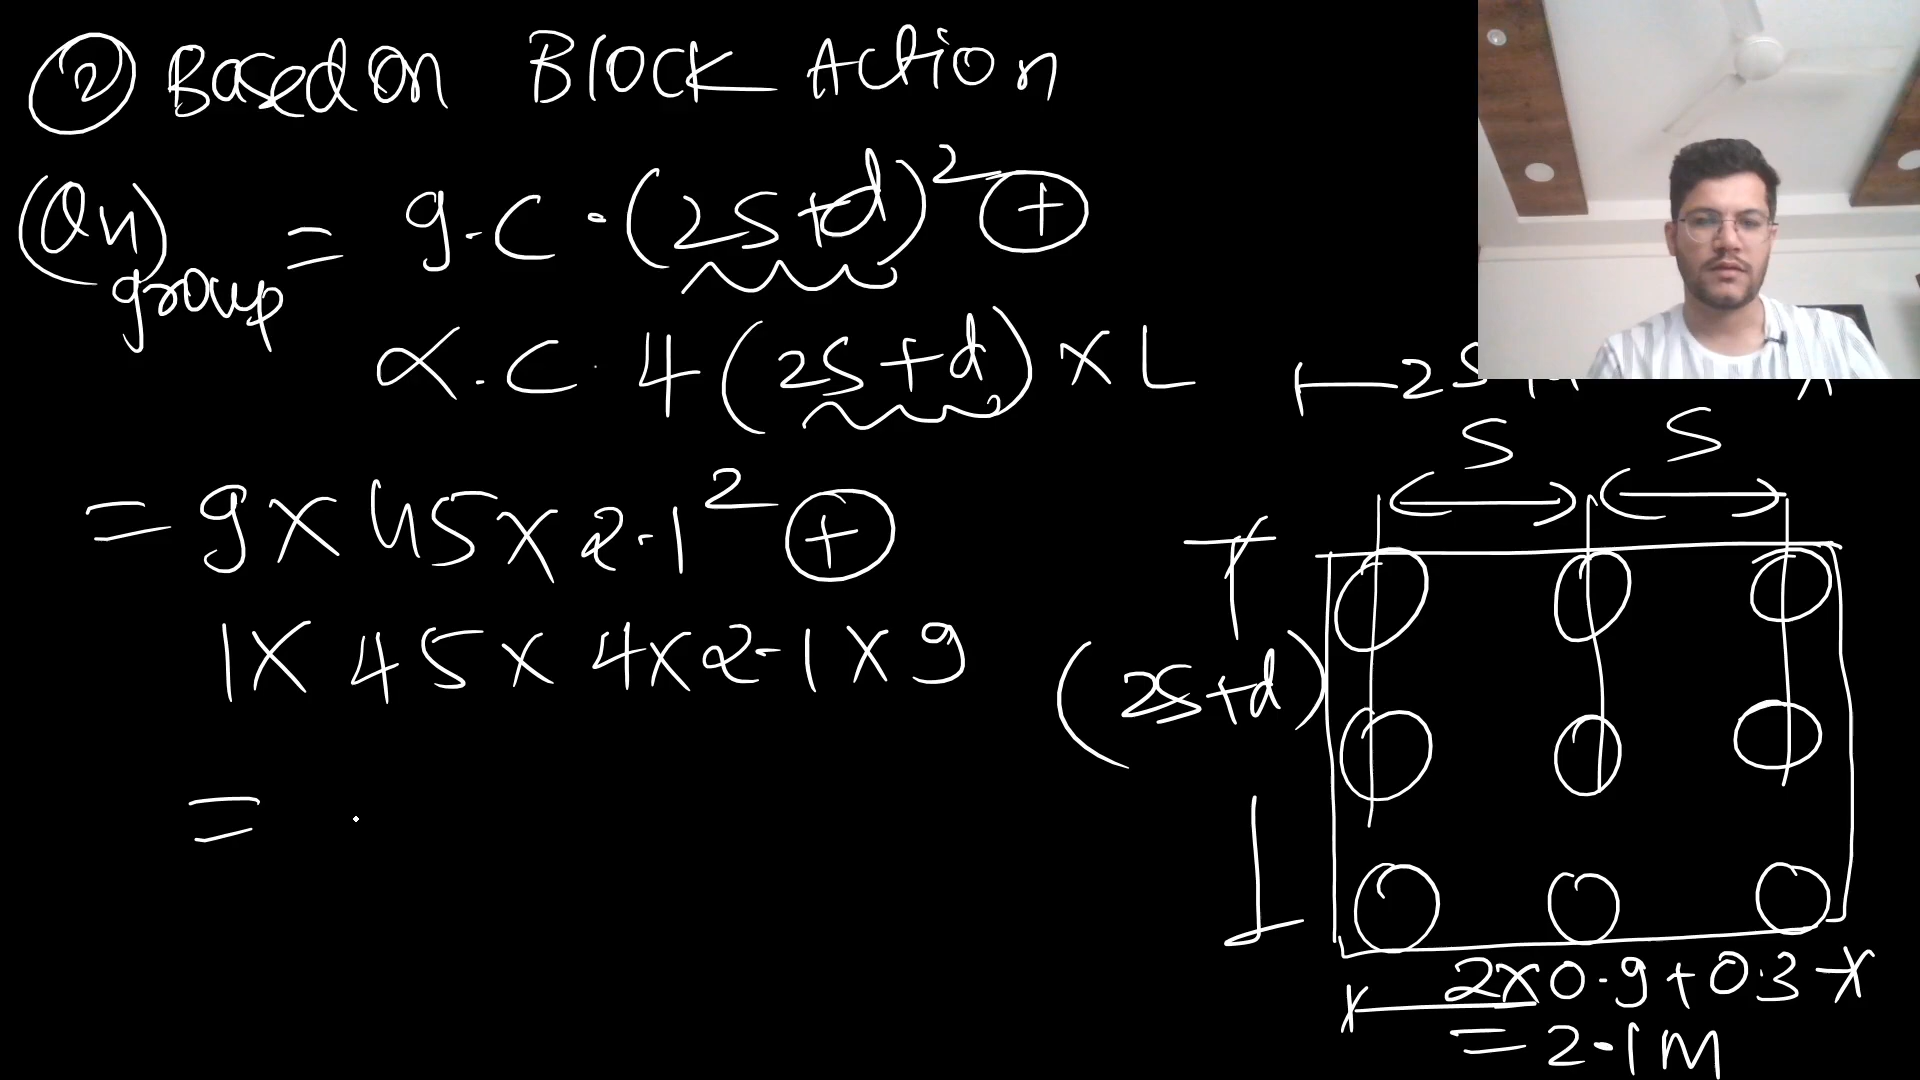 ② Based on Block Action
(Qu)group = 9.C.(2S+d)² ⊕
α.C.4(2S+d)×L
= 9×45×2.1² ⊕
1×45×4×2.1×9
=
S S
(2S+d)
2×0.9+0.3
= 2.1M